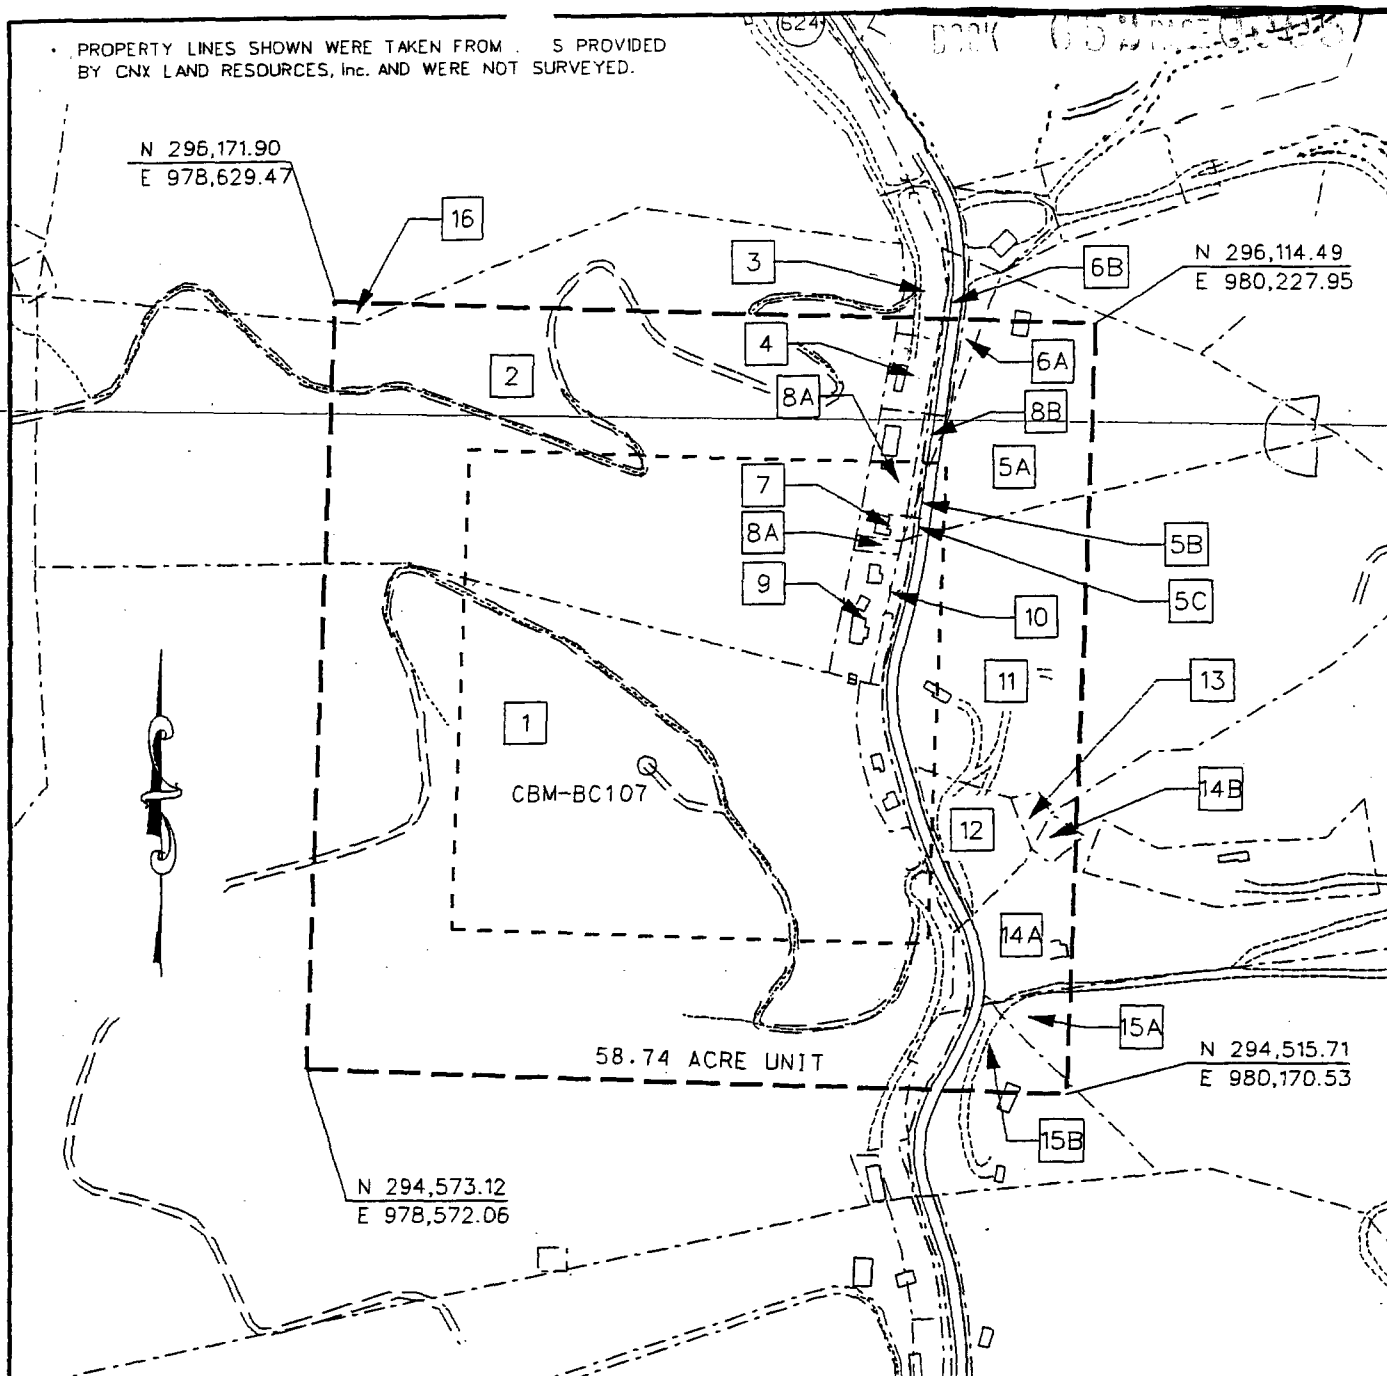 624
BOOK
PROPERTY LINES SHOWN WERE TAKEN FROM . S PROVIDED
BY CNX LAND RESOURCES, Inc. AND WERE NOT SURVEYED.
N 296,171.90
E 978,629.47
16
3
6B
N 296,114.49
E 980,227.95
4
6A
2
8A
8B
5A
7
8A
5B
9
5C
10
11
13
1
CBM-BC107
14B
12
14A
15A
58.74 ACRE UNIT
N 294,515.71
E 980,170.53
15B
N 294,573.12
E 978,572.06